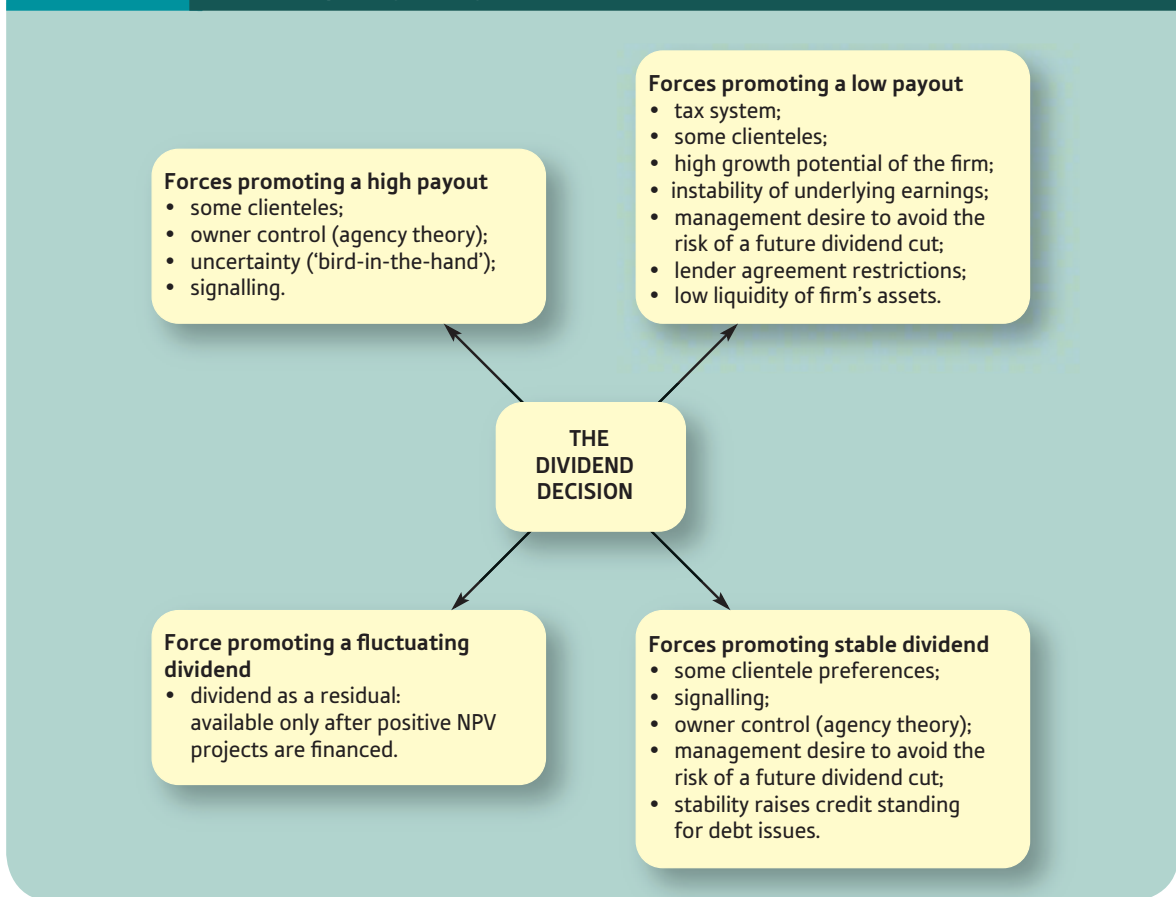 Forces promoting a high payout
• some clienteles;
• owner control (agency theory);
• uncertainty (‘bird-in-the-hand’);
• signalling.
Forces promoting a low payout
• tax system;
• some clienteles;
• high growth potential of the firm;
• instability of underlying earnings;
• management desire to avoid the
risk of a future dividend cut;
• lender agreement restrictions;
• low liquidity of firm’s assets.
THE
DIVIDEND
DECISION
Force promoting a fluctuating
dividend
• dividend as a residual:
available only after positive NPV
projects are financed.
Forces promoting stable dividend
• some clientele preferences;
• signalling;
• owner control (agency theory);
• management desire to avoid the
risk of a future dividend cut;
• stability raises credit standing
for debt issues.